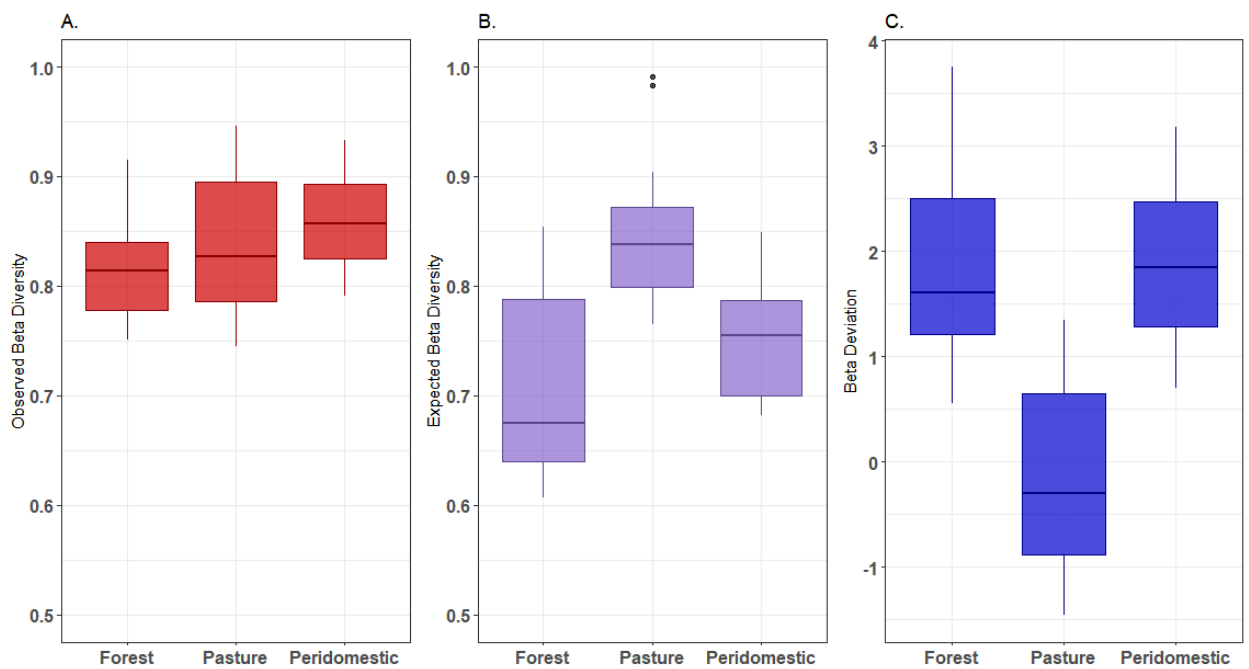 A.
Observed Beta Diversity
1.0
0.9
0.8
0.7
0.6
0.5
Forest Pasture Peridomestic
B.
Expected Beta Diversity
1.0
0.9
0.8
0.7
0.6
0.5
Forest Pasture Peridomestic
C.
Beta Deviation
4
3
2
1
0
-1
Forest Pasture Peridomestic